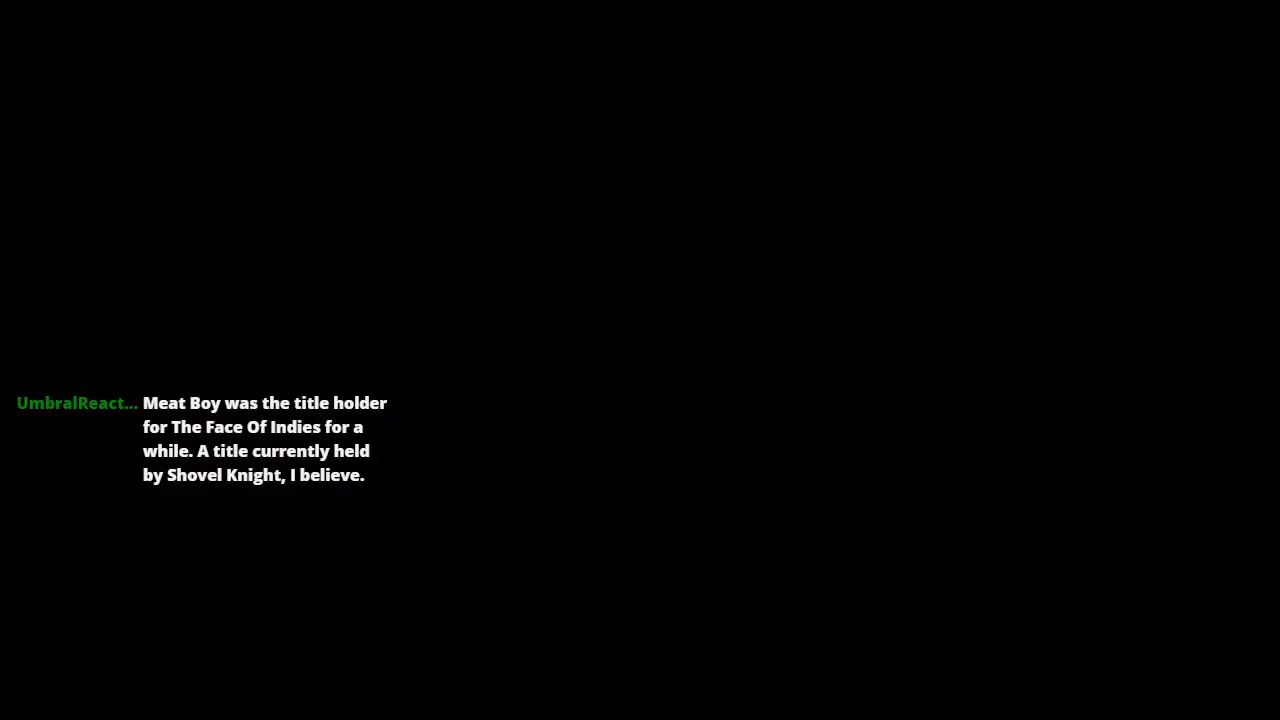 UmbralReact... Meat Boy was the title holder
for The Face Of Indies for a
while. A title currently held
by Shovel Knight, I believe.